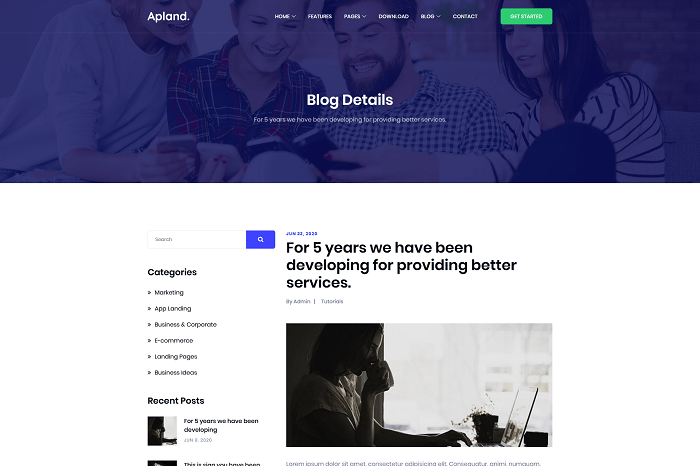 Apland.
HOME
FEATURES
PAGES
DOWNLOAD
BLOG
CONTACT
GET STARTED
Blog Details
For 5 years we have been developing for providing better services.
Search
Categories
Marketing
App Landing
Business & Corporate
E-commerce
Landing Pages
Business Ideas
Recent Posts
For 5 years we have been
developing
JUN 8, 2020
This is sign you have been
JUN 22, 2020
For 5 years we have been
developing for providing better
services.
By Admin | Tutorials
Lorem ipsum dolor sit amet, consectetur adipisicing elit. Consequatur, animi, numquam,